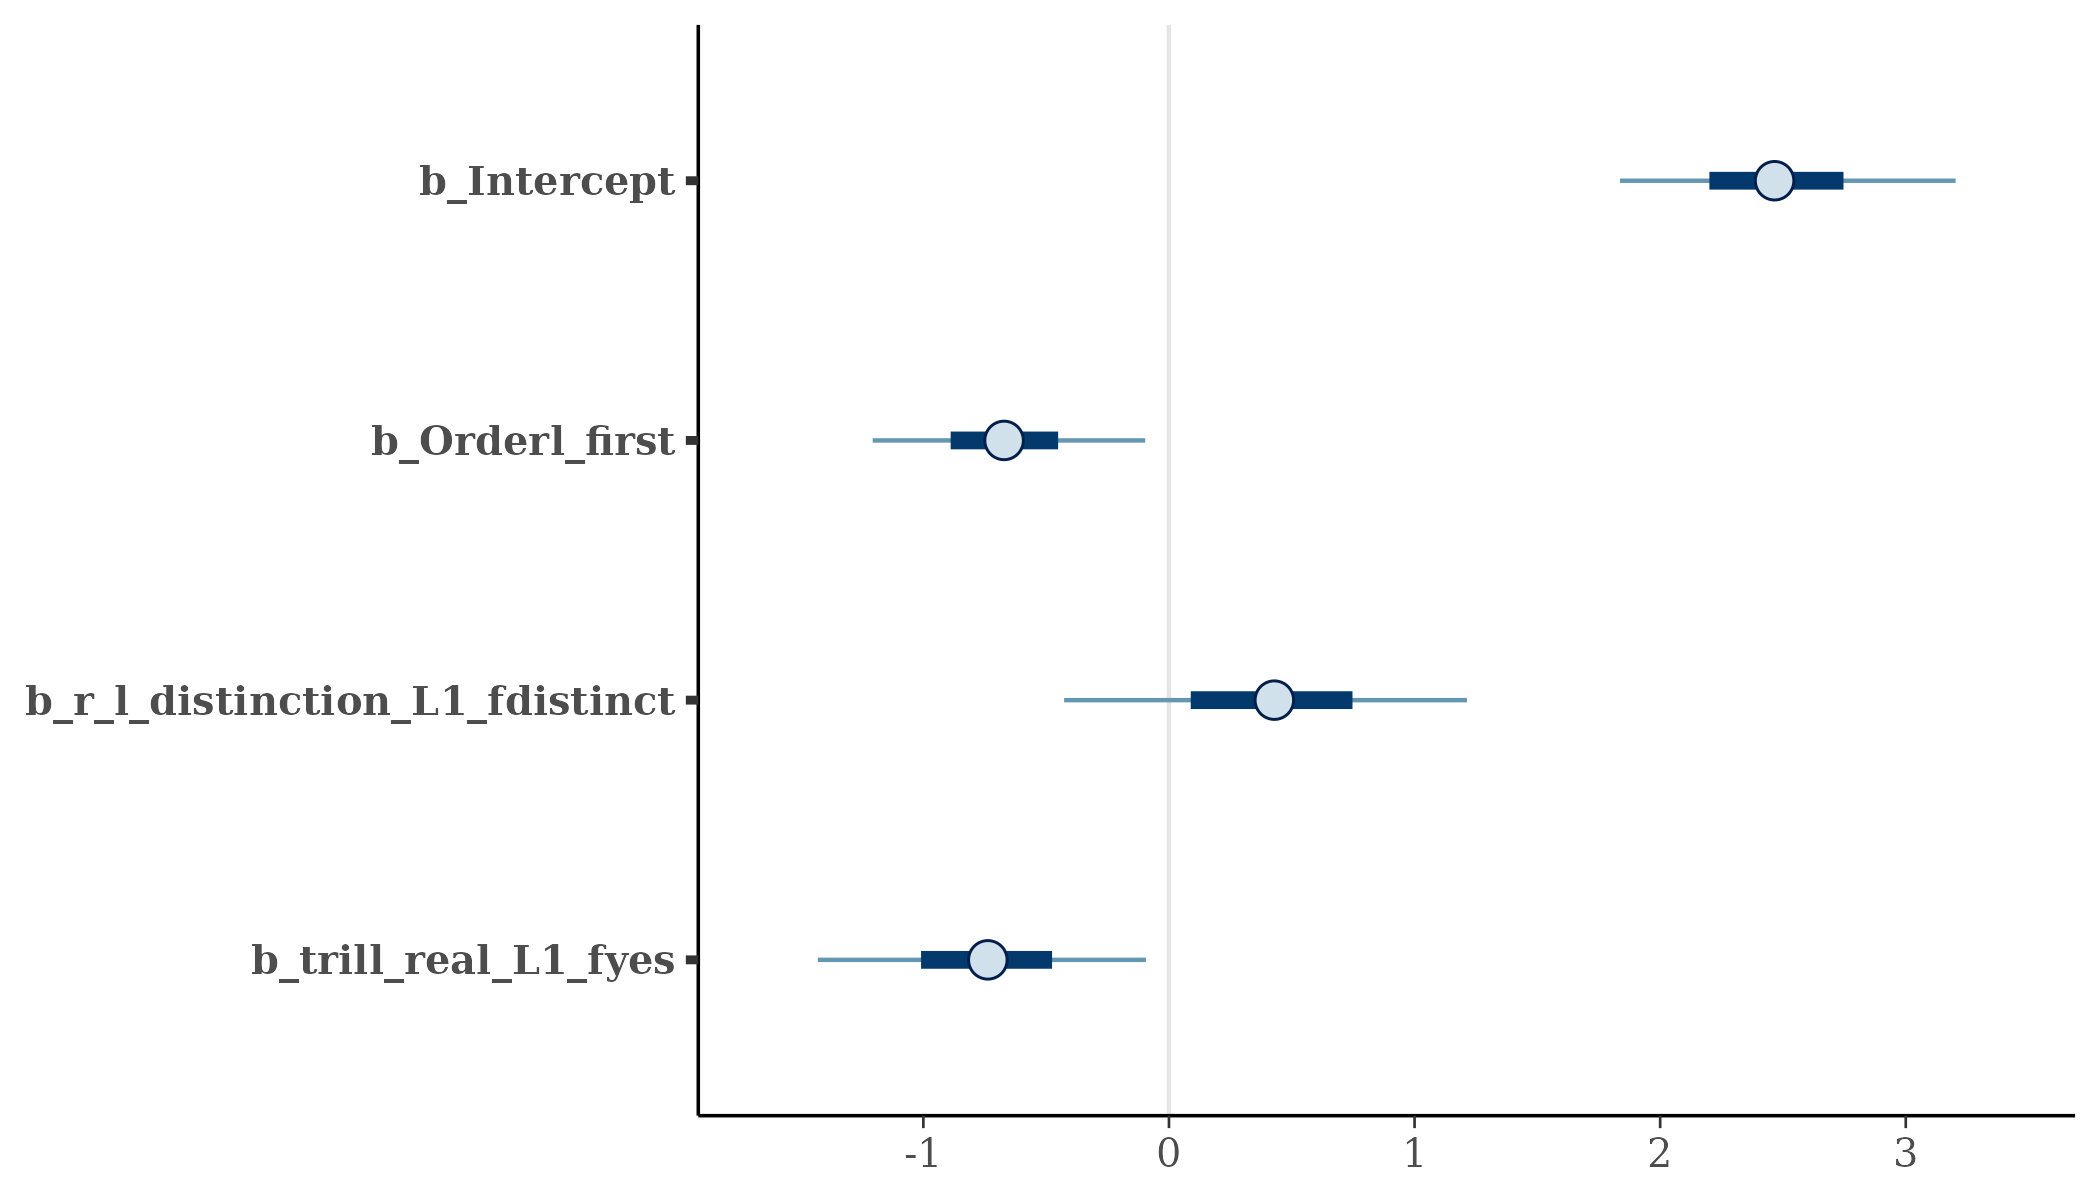 b_Intercept
b_Orderl_first
b_r_l_distinction_L1_fdistinct
b_trill_real_L1_fyes
-1 0 1 2 3